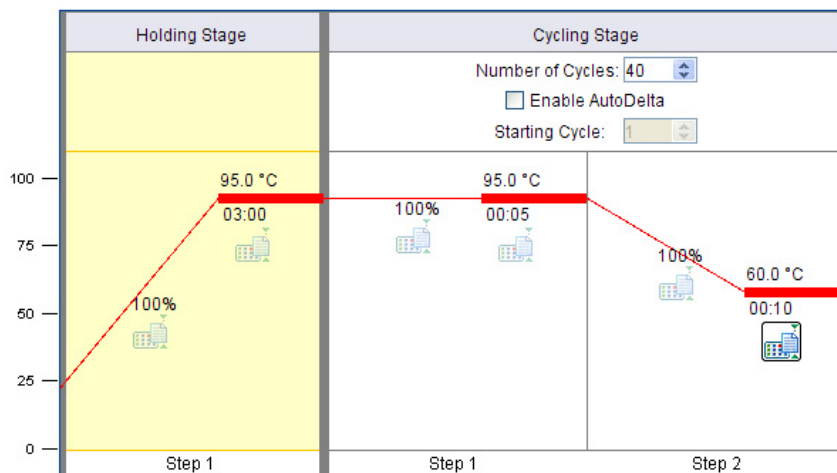 Holding Stage
Cycling Stage
Number of Cycles: 40
Enable AutoDelta
Starting Cycle: 1
100
75
50
25
0
95.0 °C
03:00
100%
95.0 °C
100%
00:05
100%
60.0 °C
00:10
Step 1
Step 1
Step 2